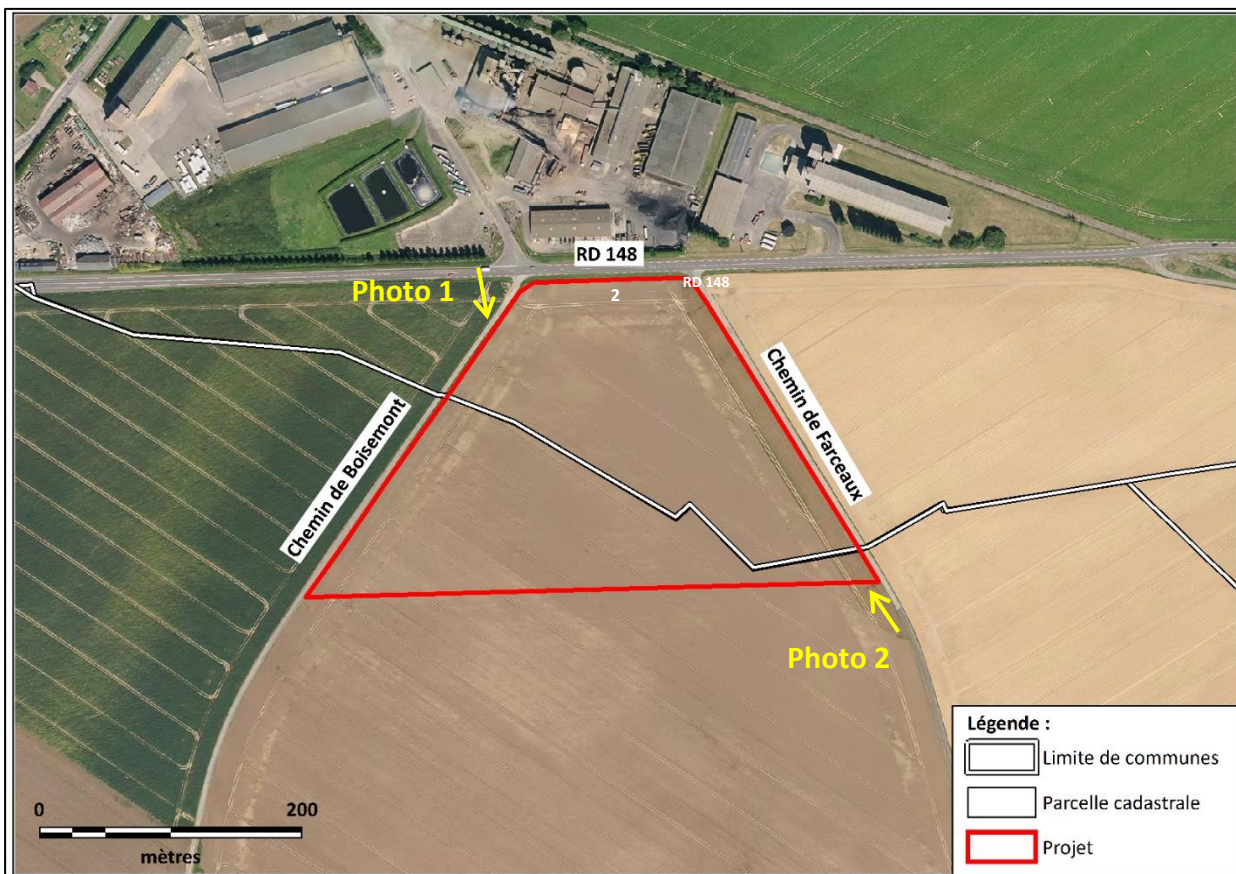 RD 148
RD 148
2
Photo 1
Chemin de Boisemont
Chemin de Farceaux
Photo 2
Légende :
Limite de communes
Parcelle cadastrale
Projet
0 200
mètres